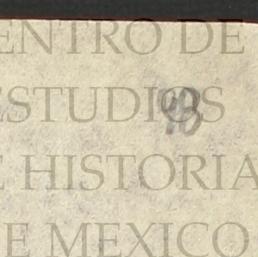 ENTRO DE
ESTUDIOS
E HISTORIA
E MEXICO